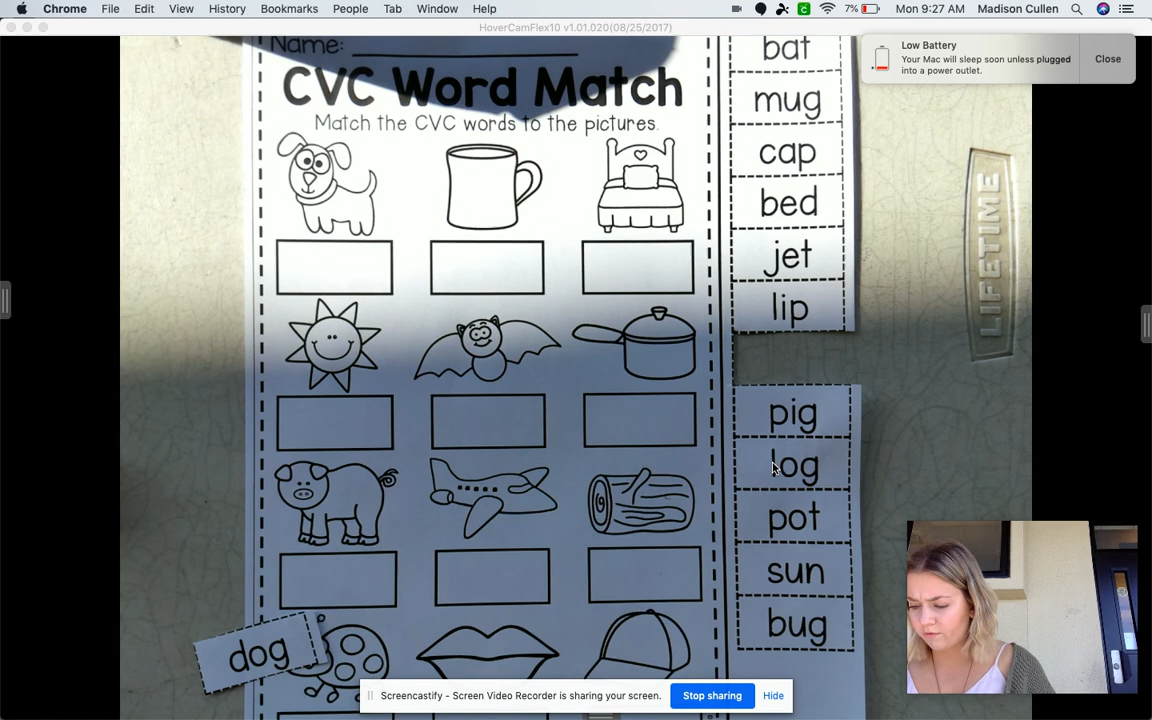 Chrome File Edit View History Bookmarks People Tab Window Help 7% Mon 9:27 AM Madison Cullen
HoverCamFlex10 v1.01.020(08/25/2017)
Low Battery
Your Mac will sleep soon unless plugged into a power outlet.
Close
Name:
CVC Word Match
Match the CVC words to the pictures.
bat
mug
cap
bed
jet
lip
pig
log
pot
sun
bug
dog
LIFETIME
Screencastify - Screen Video Recorder is sharing your screen. Stop sharing Hide